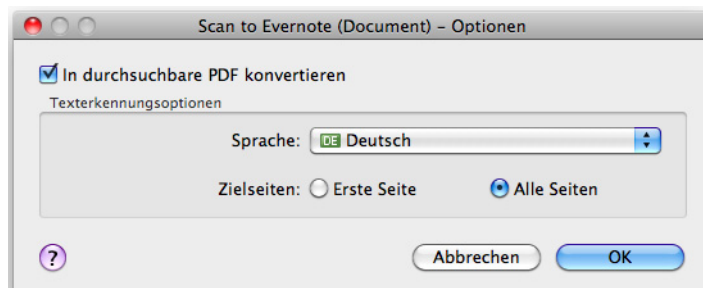 Scan to Evernote (Document) – Optionen
In durchsuchbare PDF konvertieren
Texterkennungsoptionen
Sprache: DE Deutsch
Zielseiten: Erste Seite Alle Seiten
? Abbrechen OK